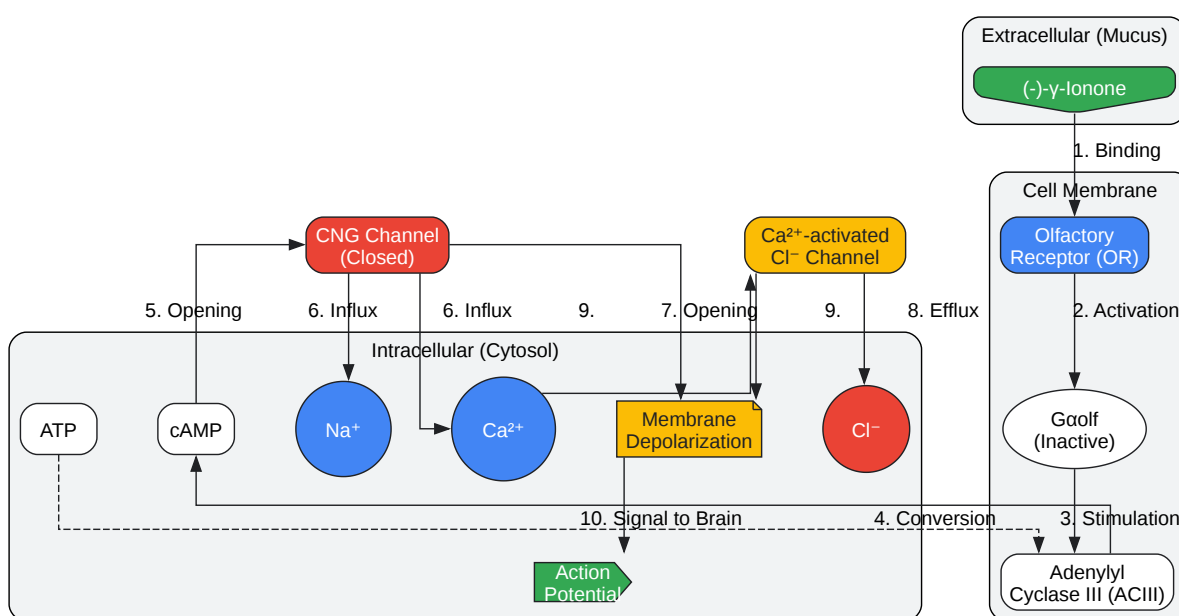 Extracellular (Mucus)
(-)-γ-Ionone
1. Binding
Cell Membrane
CNG Channel
(Closed)
Ca²⁺-activated
Cl⁻ Channel
Olfactory
Receptor (OR)
5. Opening
6. Influx
6. Influx
9.
7. Opening
9.
8. Efflux
2. Activation
Intracellular (Cytosol)
ATP
cAMP
Na⁺
Ca²⁺
Membrane
Depolarization
Cl⁻
Gαolf
(Inactive)
10. Signal to Brain
4. Conversion
3. Stimulation
Action
Potential
Adenylyl
Cyclase III (ACIII)